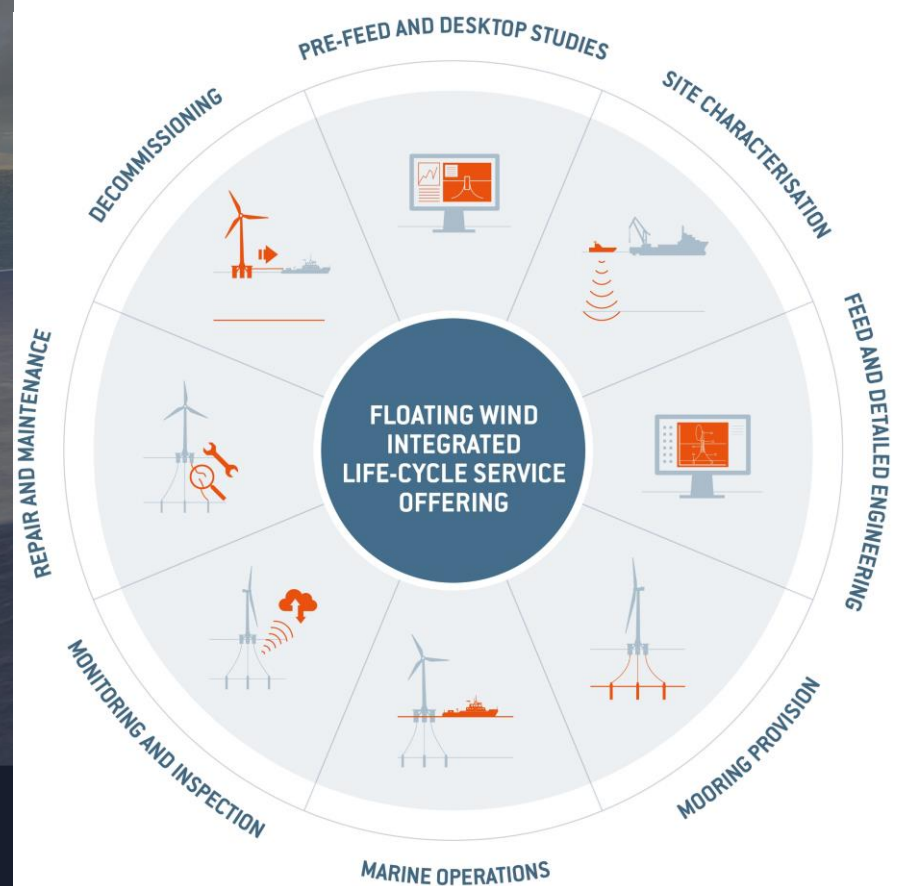 PRE-FEED AND DESKTOP STUDIES
SITE CHARACTERISATION
FEED AND DETAILED ENGINEERING
MOORING PROVISION
MARINE OPERATIONS
MONITORING AND INSPECTION
REPAIR AND MAINTENANCE
DECOMMISSIONING
FLOATING WIND
INTEGRATED
LIFE-CYCLE SERVICE
OFFERING